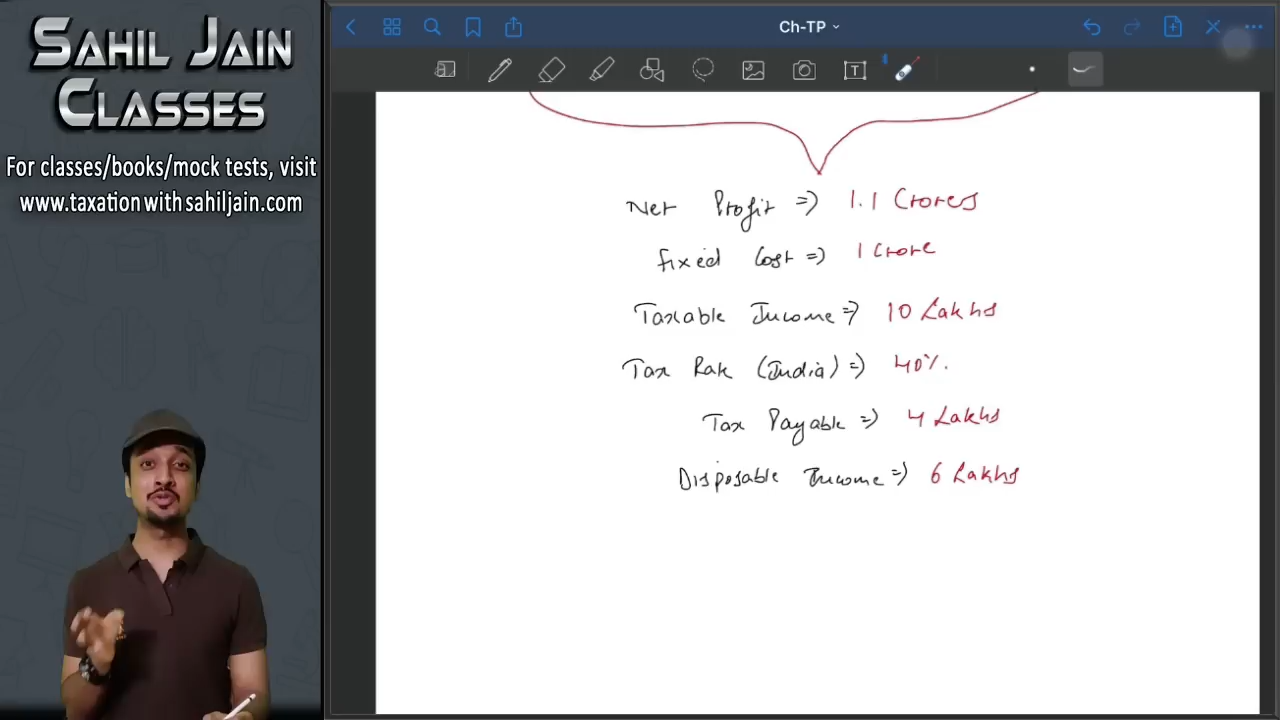 SAHIL JAIN
CLASSES
For classes/books/mock tests, visit
www.taxationwithsahiljain.com
Ch-TP
T
Net Profit => 1.1 Crores
Fixed Cost => 1 Crore
Taxable Income => 10 Lakhs
Tax Rate (India) => 40%.
Tax Payable => 4 Lakhs
Disposable Income => 6 Lakhs